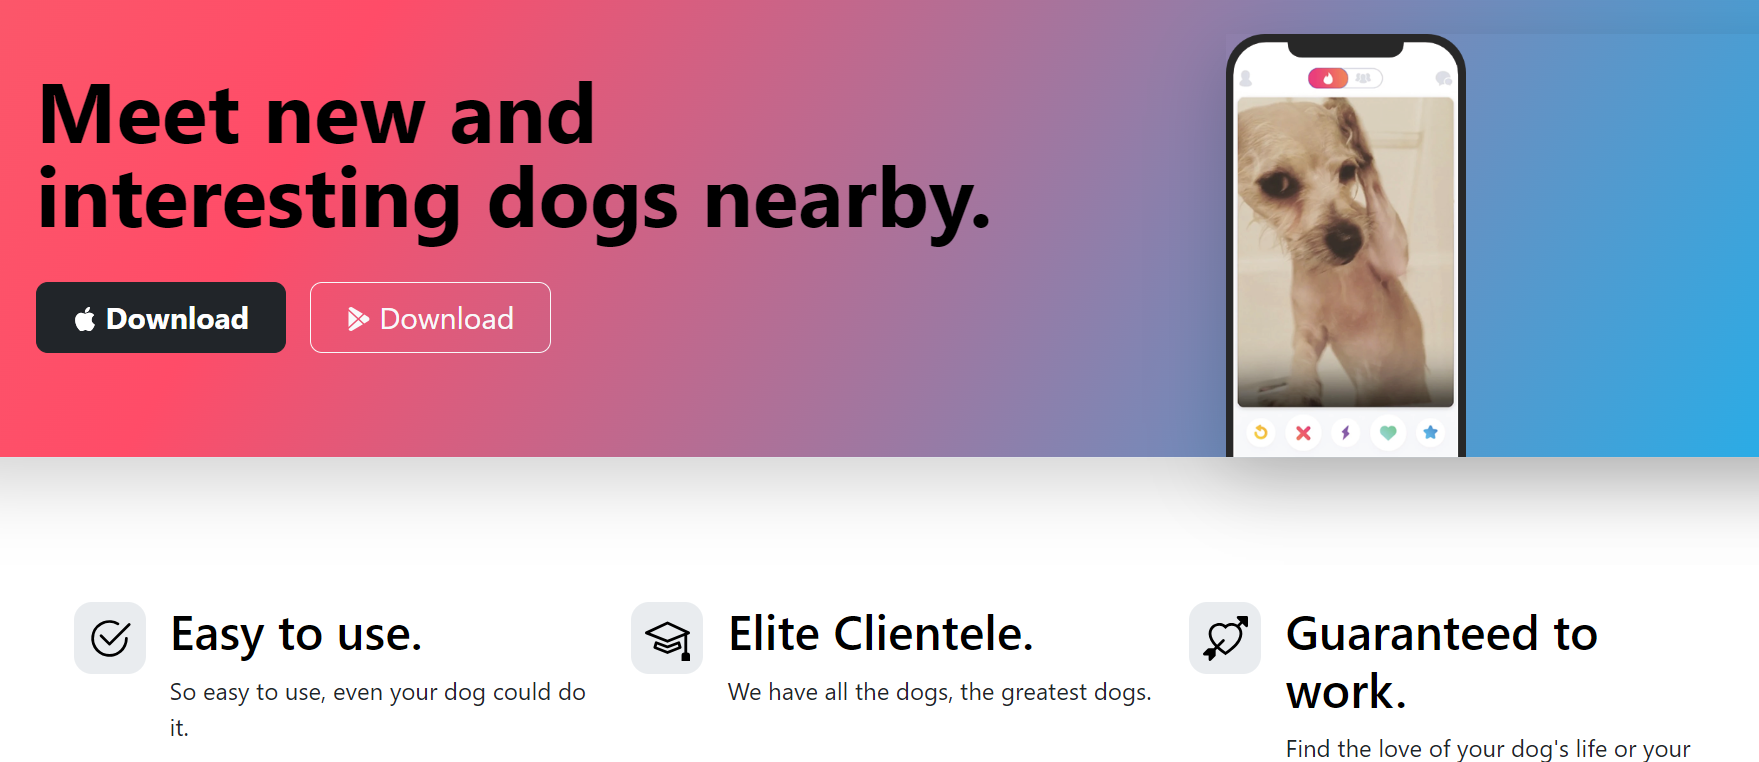 Meet new and
interesting dogs nearby.
Download
Download
Easy to use.
So easy to use, even your dog could do
it.
Elite Clientele.
We have all the dogs, the greatest dogs.
Guaranteed to
work.
Find the love of your dog's life or your